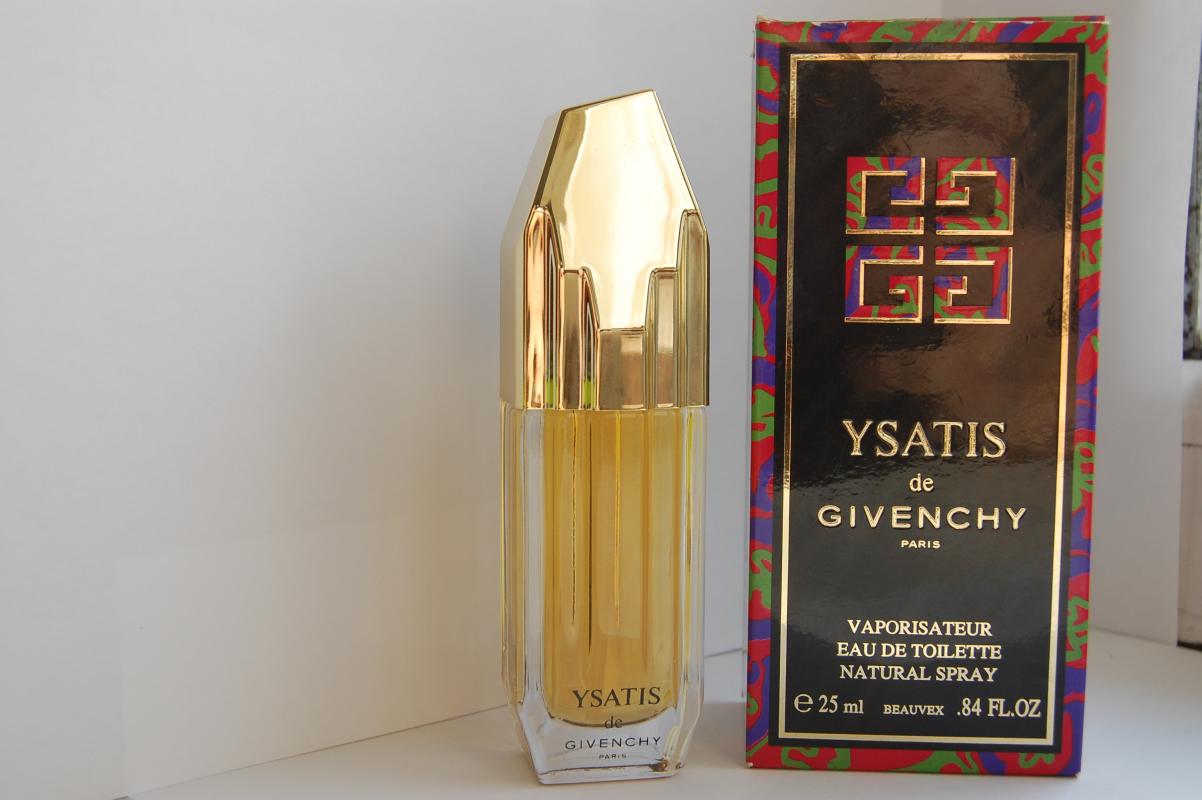 YSATIS
de
GIVENCHY
PARIS
YSATIS
de
GIVENCHY
PARIS
VAPORISATEUR
EAU DE TOILETTE
NATURAL SPRAY
℮ 25 ml BEAUVEX .84 FL.OZ